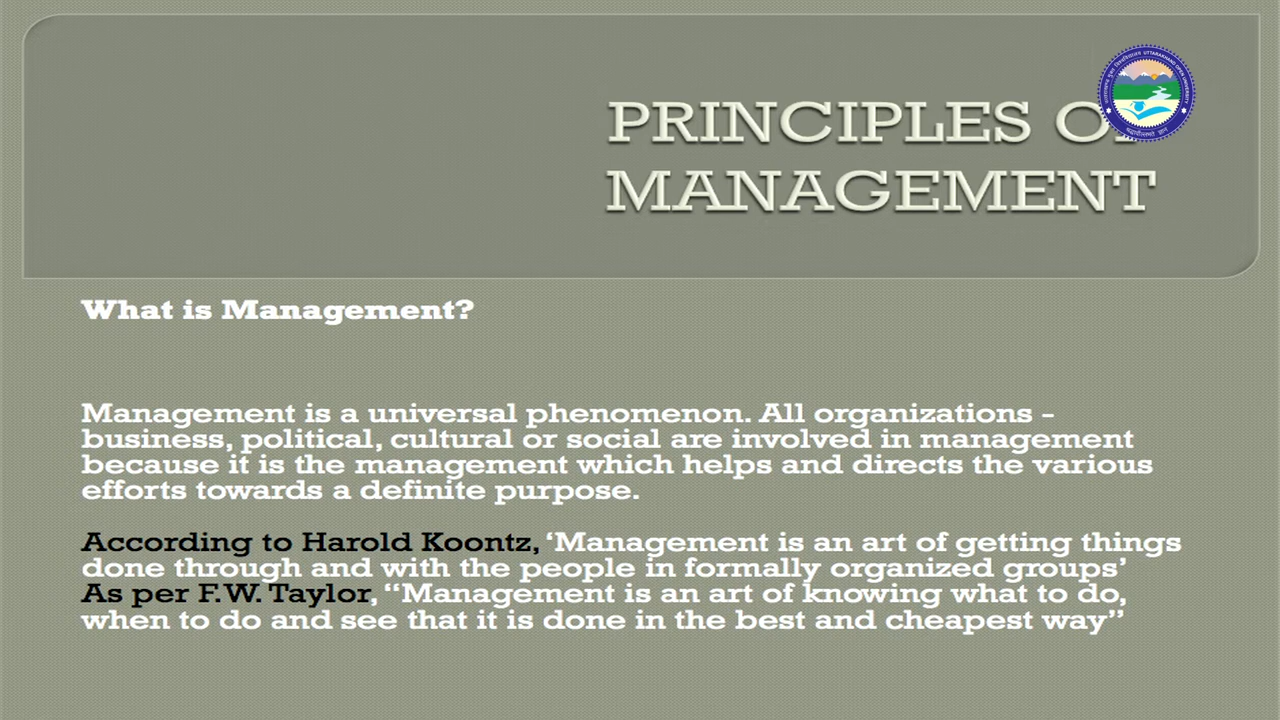 PRINCIPLES O
MANAGEMENT
UTTARAKHAND OPEN UNIVERSITY
What is Management?
Management is a universal phenomenon. All organizations –
business, political, cultural or social are involved in management
because it is the management which helps and directs the various
efforts towards a definite purpose.
According to Harold Koontz, ‘Management is an art of getting things
done through and with the people in formally organized groups’
As per F.W. Taylor, “Management is an art of knowing what to do,
when to do and see that it is done in the best and cheapest way”